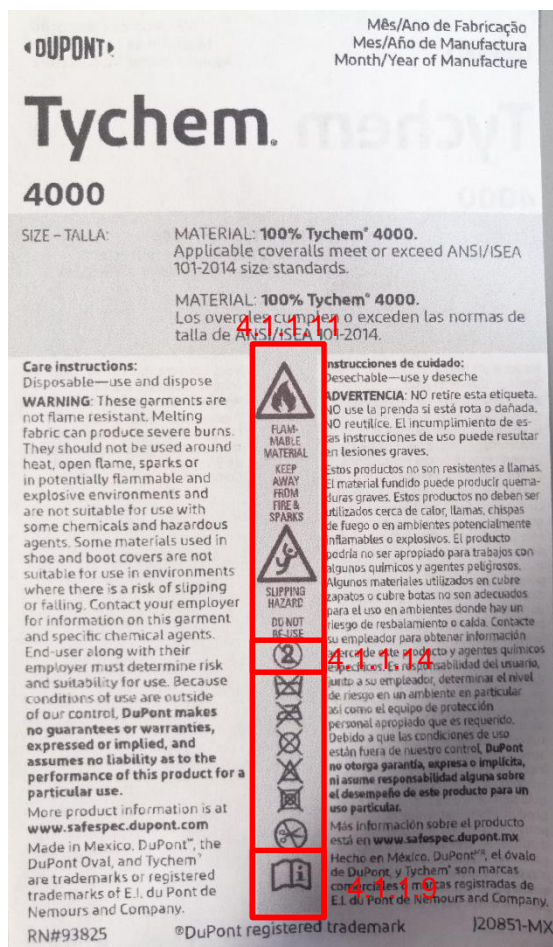 DUPONT
Mês/Ano de Fabricação
Mes/Año de Manufactura
Month/Year of Manufacture
Tychem®
4000
SIZE – TALLA:
MATERIAL: 100% Tychem® 4000.
Applicable coveralls meet or exceed ANSI/ISEA
101-2014 size standards.
MATERIAL: 100% Tychem® 4000.
Los overoles cumplen o exceden las normas de
talla de ANSI/ISEA 101-2014.
4.1.1.11
Care instructions:
Disposable—use and dispose
WARNING: These garments are
not flame resistant. Melting
fabric can produce severe burns.
They should not be used around
heat, open flame, sparks or
in potentially flammable and
explosive environments and
are not suitable for use with
some chemicals and hazardous
agents. Some materials used in
shoe and boot covers are not
suitable for use in environments
where there is a risk of slipping
or falling. Contact your employer
for information on this garment
and specific chemical agents.
End-user along with their
employer must determine risk
and suitability for use. Because
conditions of use are outside
of our control, DuPont makes
no guarantees or warranties,
expressed or implied, and
assumes no liability as to the
performance of this product for a
particular use.
More product information is at
www.safespec.dupont.com
Made in Mexico. DuPont™, the
DuPont Oval, and Tychem®
are trademarks or registered
trademarks of E.I. du Pont de
Nemours and Company.
RN#93825
FLAM-
MABLE
MATERIAL
KEEP
AWAY
FROM
FIRE &
SPARKS
SLIPPING
HAZARD
DO NOT
RE-USE
2
4.1.1.14
i
4.1.1.9
nstrucciones de cuidado:
Desechable—use y deseche
ADVERTENCIA: NO retire esta etiqueta.
NO use la prenda si está rota o dañada.
NO reutilice. El incumplimiento de es-
tas instrucciones de uso puede resultar
en lesiones graves.
Estos productos no son resistentes a llamas.
El material fundido puede producir quema-
duras graves. Estos productos no deben ser
utilizados cerca de calor, llamas, chispas
de fuego o en ambientes potencialmente
inflamables o explosivos. El producto
podría no ser apropiado para trabajos con
algunos químicos y agentes peligrosos.
Algunos materiales utilizados en cubre
zapatos o cubre botas no son adecuados
para el uso en ambientes donde hay un
riesgo de resbalamiento o caída. Contacte
su empleador para obtener información
acerca de este producto y agentes químicos
específicos. Es responsabilidad del usuario,
junto a su empleador, determinar el nivel
de riesgo en un ambiente en particular
así como el equipo de protección
personal apropiado que es requerido.
Debido a que las condiciones de uso
están fuera de nuestro control, DuPont
no otorga garantía, expresa o implícita,
ni asume responsabilidad alguna sobre
el desempeño de este producto para un
uso particular.
Más información sobre el producto
está en www.safespec.dupont.mx
Hecho en México. DuPont™, el óvalo
de DuPont, y Tychem® son marcas
comerciales o marcas registradas de
E.I. du Pont de Nemours and Company.
®DuPont registered trademark
J20851-MX